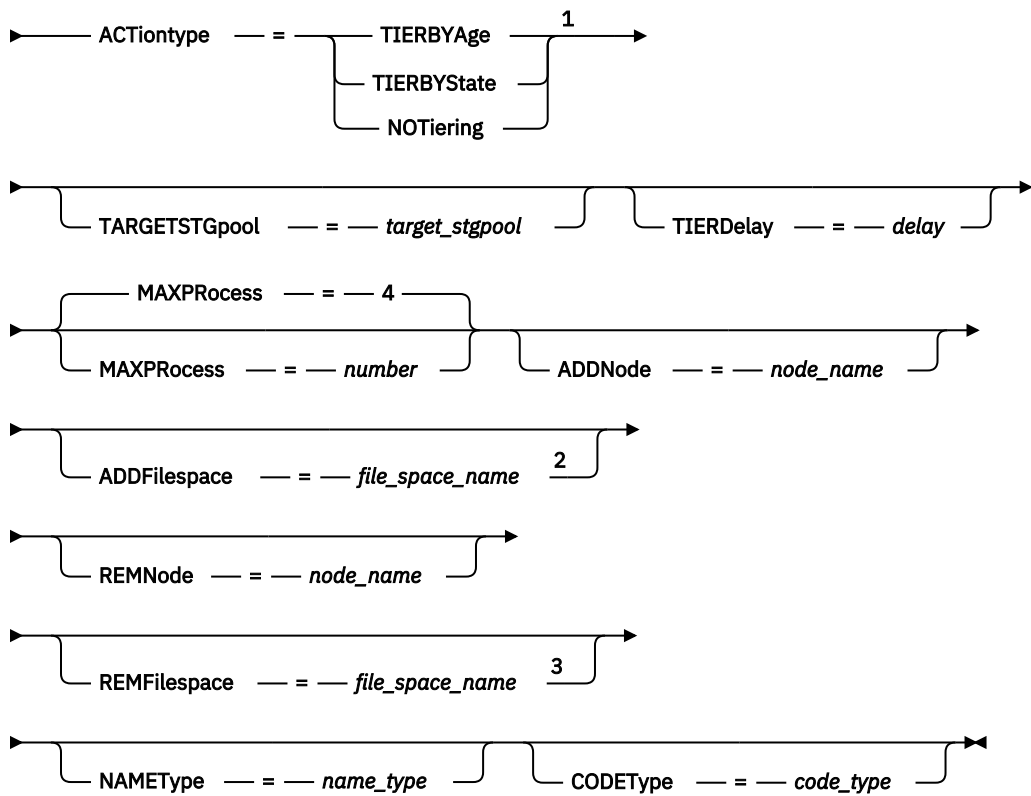 1
ACTiontype = TIERBYAge
TIERBYState
NOTiering
TARGETSTGpool = target_stgpool TIERDelay = delay
MAXPRocess = 4
MAXPRocess = number ADDNode = node_name
2
ADDFilespace = file_space_name
REMNode = node_name
3
REMFilespace = file_space_name
NAMEType = name_type CODEType = code_type